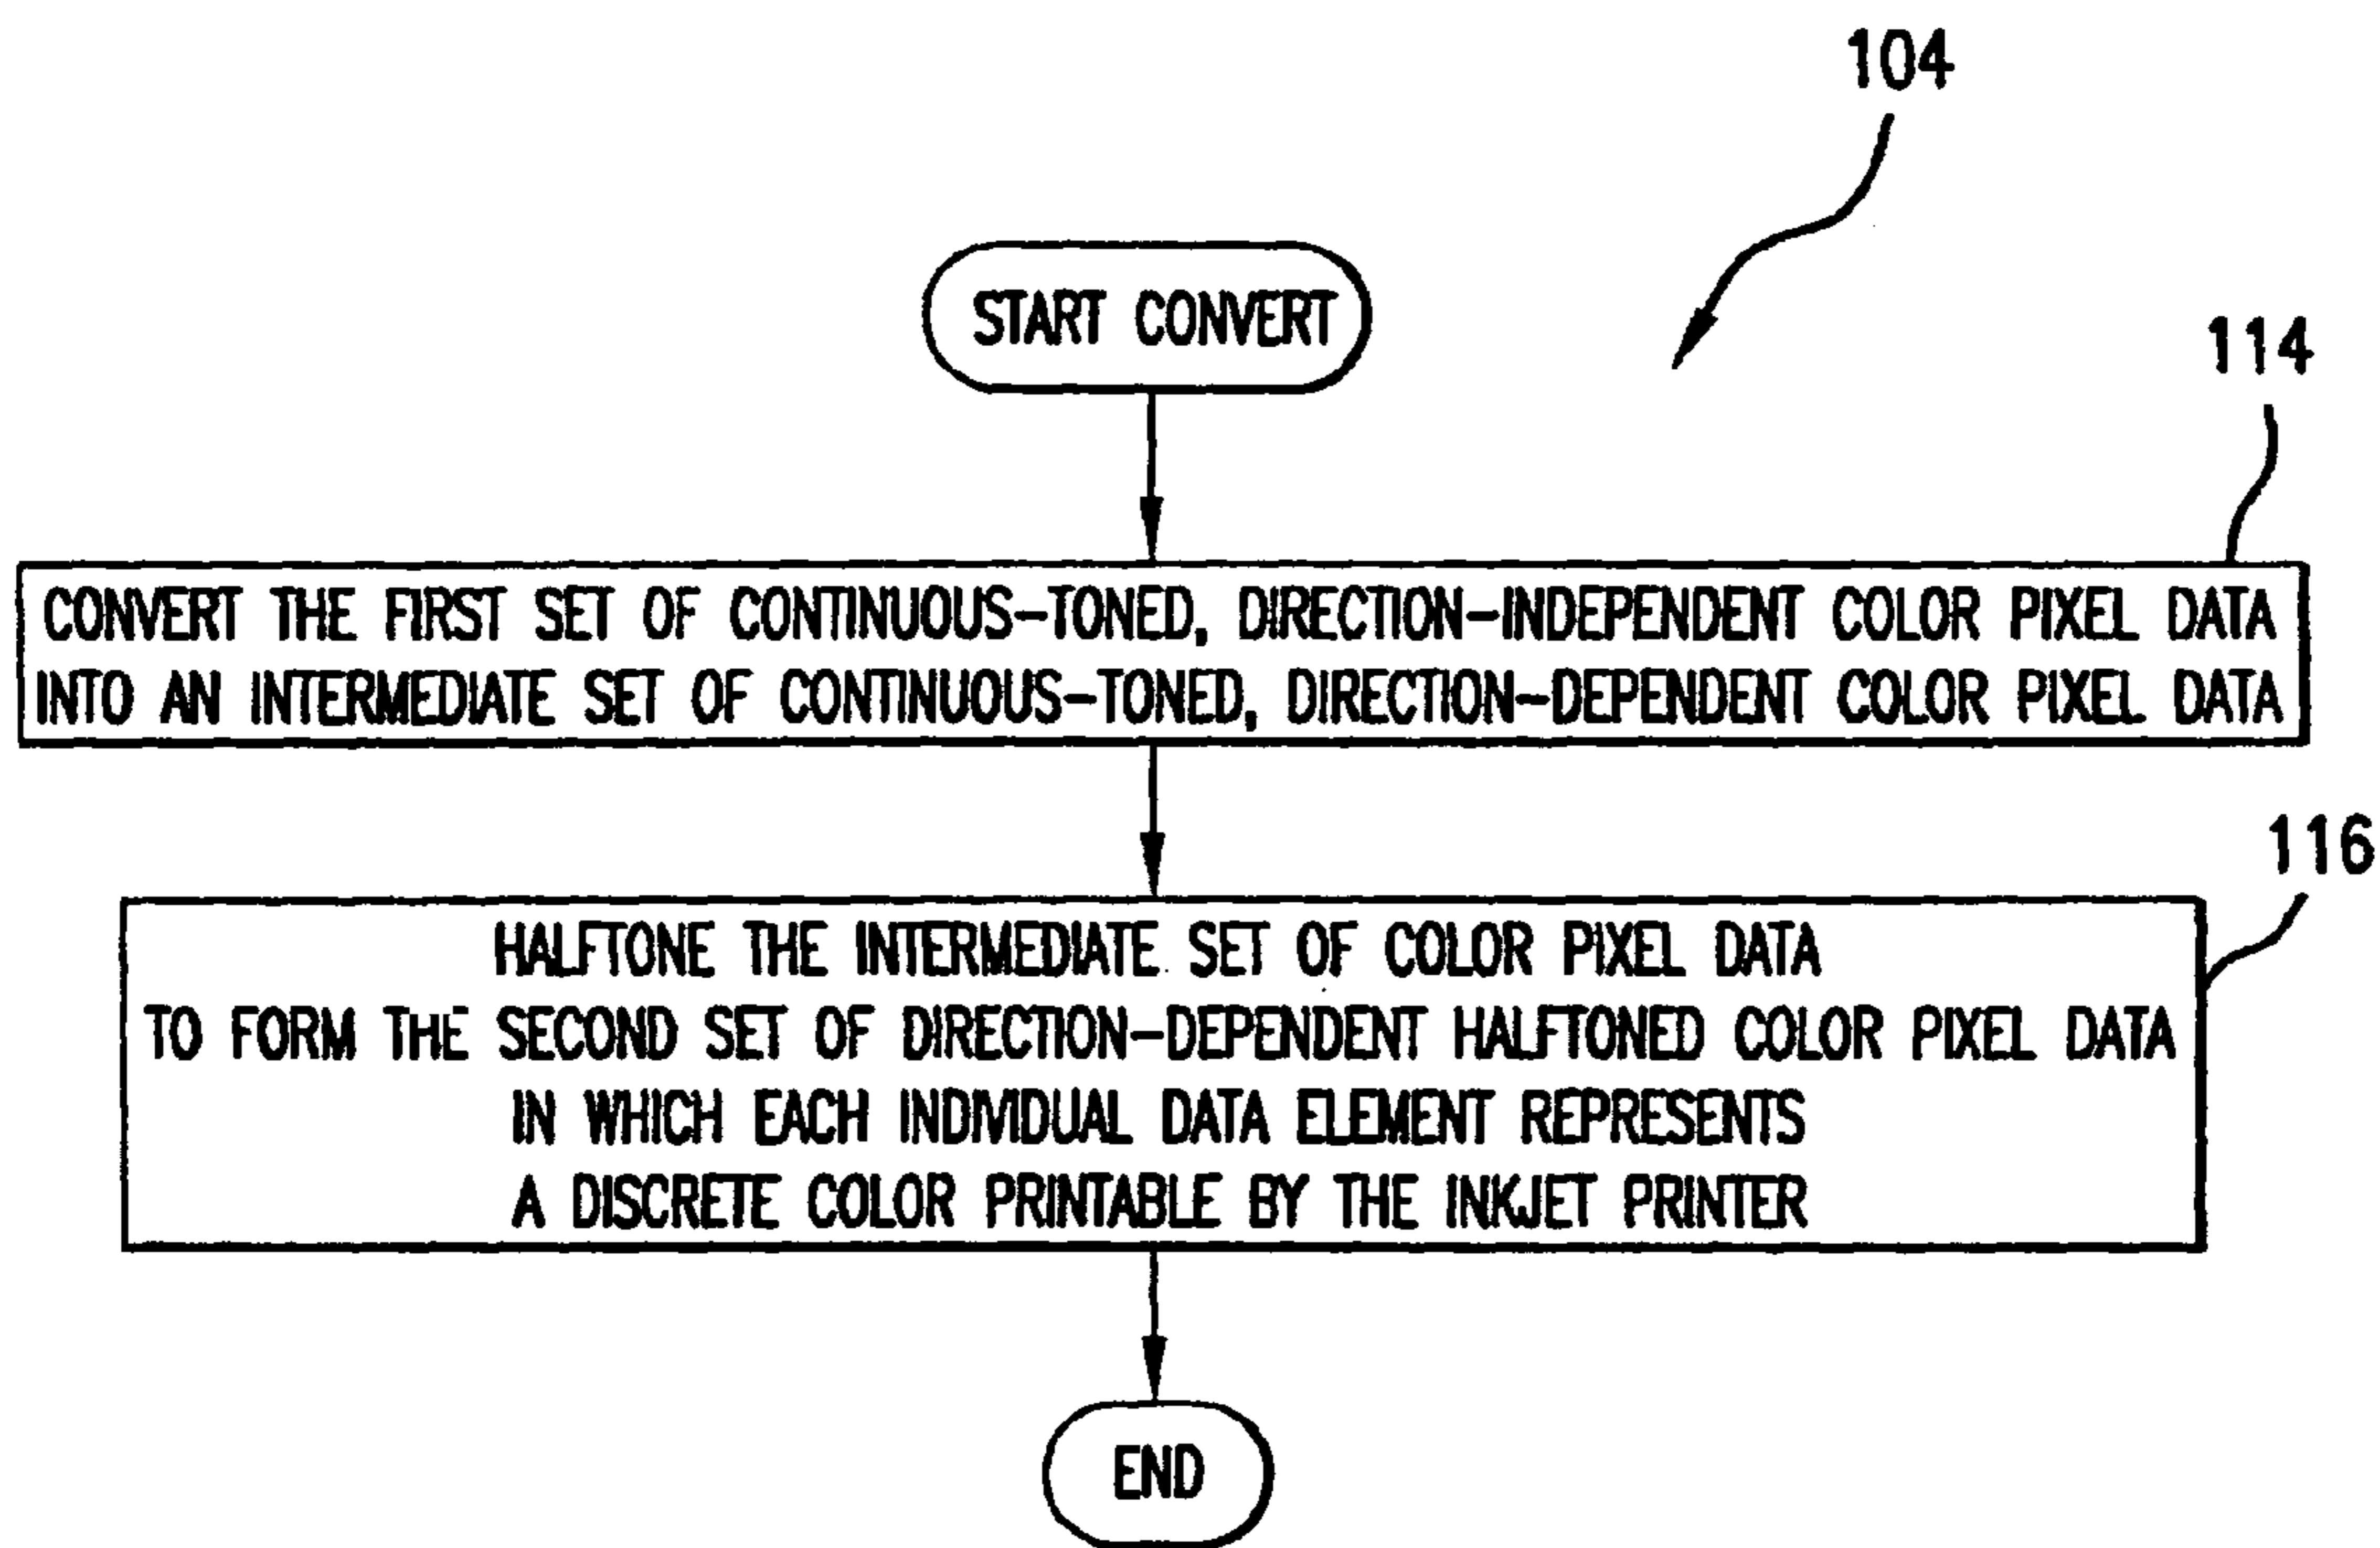 104
START CONVERT
114
CONVERT THE FIRST SET OF CONTINUOUS-TONED, DIRECTION-INDEPENDENT COLOR PIXEL DATA
INTO AN INTERMEDIATE SET OF CONTINUOUS-TONED, DIRECTION-DEPENDENT COLOR PIXEL DATA
116
HALFTONE THE INTERMEDIATE SET OF COLOR PIXEL DATA
TO FORM THE SECOND SET OF DIRECTION-DEPENDENT HALFTONED COLOR PIXEL DATA
IN WHICH EACH INDIVIDUAL DATA ELEMENT REPRESENTS
A DISCRETE COLOR PRINTABLE BY THE INKJET PRINTER
END